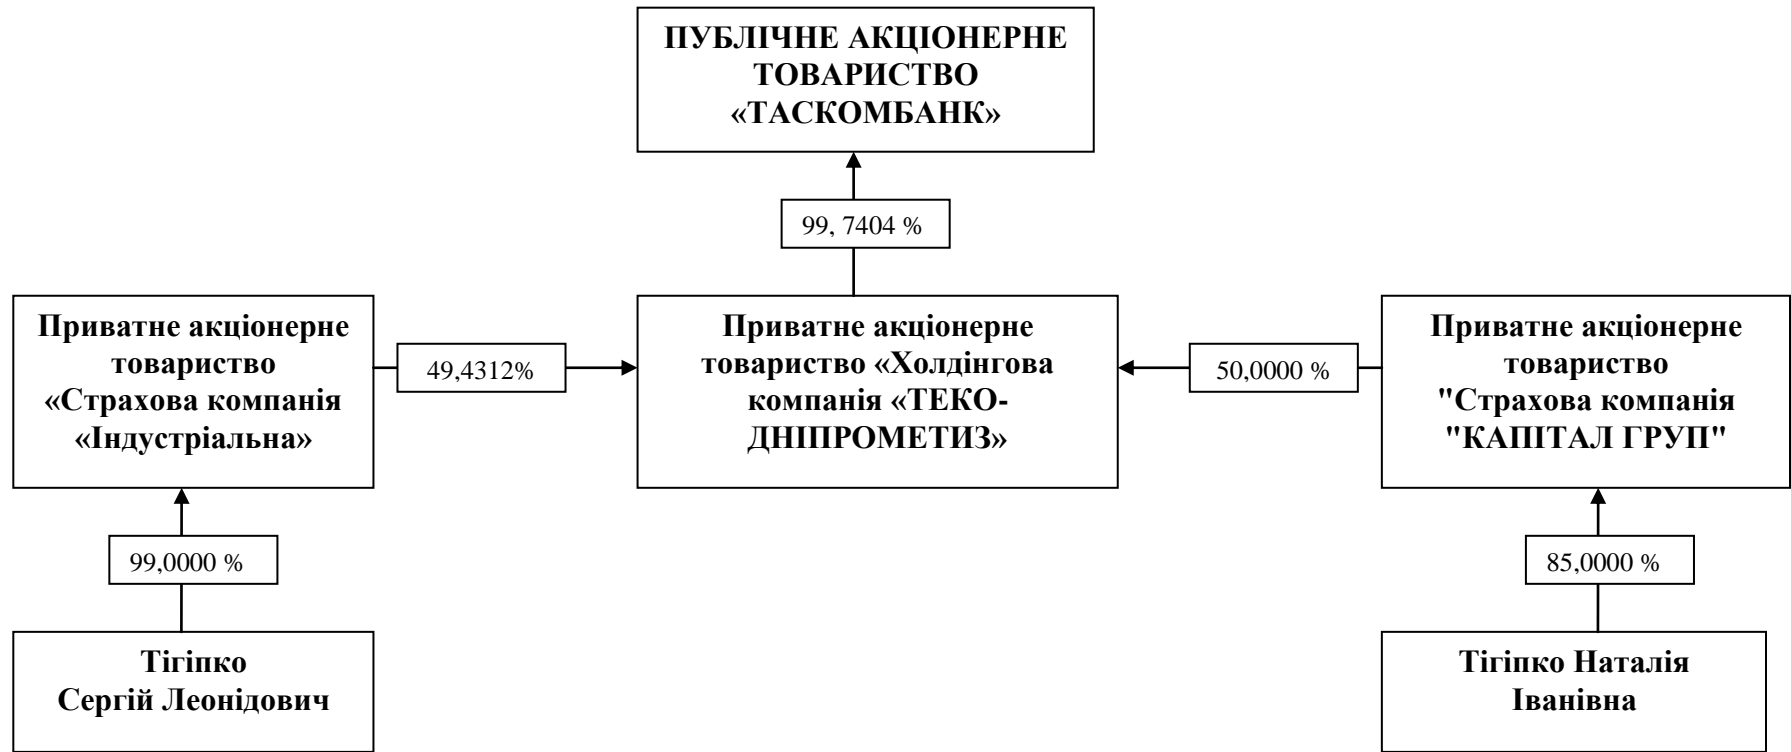 ПУБЛІЧНЕ АКЦІОНЕРНЕ
ТОВАРИСТВО
«ТАСКОМБАНК»
99, 7404 %
Приватне акціонерне
товариство
«Страхова компанія
«Індустріальна»
49,4312%
Приватне акціонерне
товариство «Холдінгова
компанія «ТЕКО-
ДНІПРОМЕТИЗ»
50,0000 %
Приватне акціонерне
товариство
"Страхова компанія
"КАПІТАЛ ГРУП"
99,0000 %
85,0000 %
Тігіпко
Сергій Леонідович
Тігіпко Наталія
Іванівна